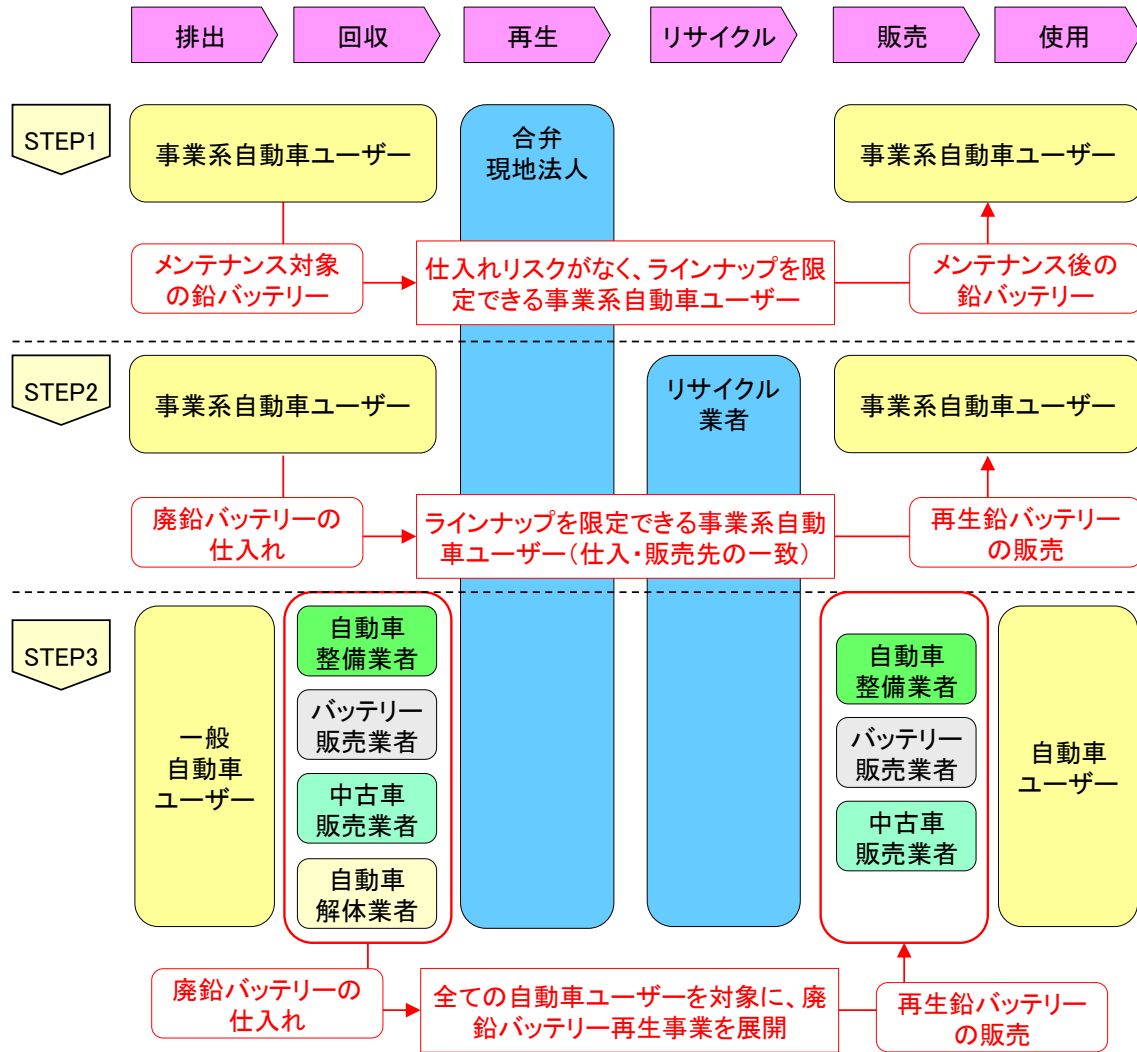 排出
回収
再生
リサイクル
販売
使用
STEP1
事業系自動車ユーザー
合弁
現地法人
事業系自動車ユーザー
メンテナンス対象
の鉛バッテリー
仕入れリスクがなく、ラインナップを限
定できる事業系自動車ユーザー
メンテナンス後の
鉛バッテリー
STEP2
事業系自動車ユーザー
リサイクル
業者
事業系自動車ユーザー
廃鉛バッテリーの
仕入れ
ラインナップを限定できる事業系自動
車ユーザー（仕入・販売先の一致）
再生鉛バッテリー
の販売
STEP3
一般
自動車
ユーザー
自動車
整備業者
バッテリー
販売業者
中古車
販売業者
自動車
解体業者
自動車
整備業者
バッテリー
販売業者
中古車
販売業者
自動車
ユーザー
廃鉛バッテリーの
仕入れ
全ての自動車ユーザーを対象に、廃
鉛バッテリー再生事業を展開
再生鉛バッテリー
の販売